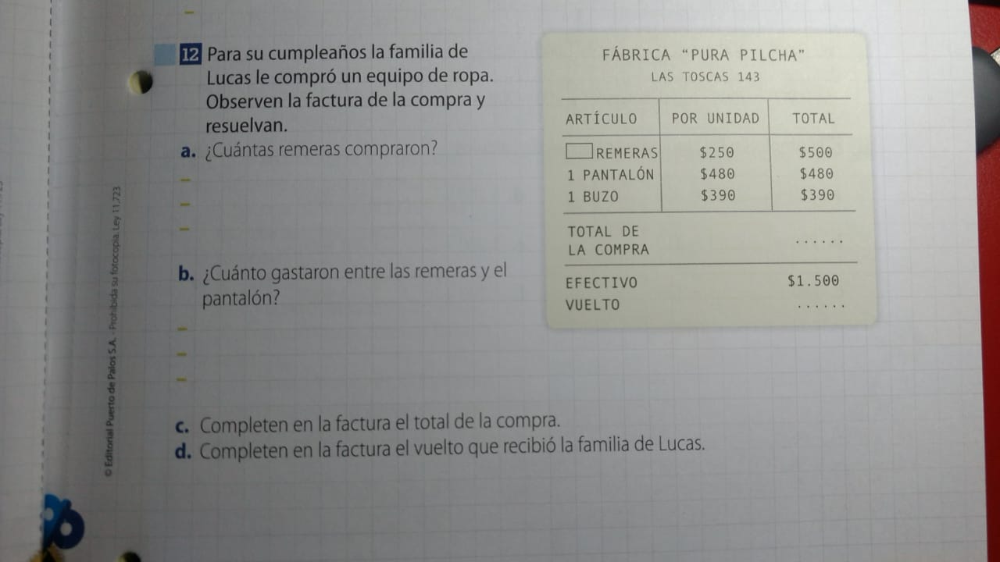 12 Para su cumpleaños la familia de
Lucas le compró un equipo de ropa.
Observen la factura de la compra y
resuelvan.
a. ¿Cuántas remeras compraron?
b. ¿Cuánto gastaron entre las remeras y el
pantalón?
c. Completen en la factura el total de la compra.
d. Completen en la factura el vuelto que recibió la familia de Lucas.
FÁBRICA “PURA PILCHA”
LAS TOSCAS 143
ARTÍCULO POR UNIDAD TOTAL
REMERAS $250 $500
1 PANTALÓN $480 $480
1 BUZO $390 $390
TOTAL DE
LA COMPRA ......
EFECTIVO $1.500
VUELTO ......
© Editorial Puerto de Palos S.A. - Prohibida su fotocopia. Ley 11.723